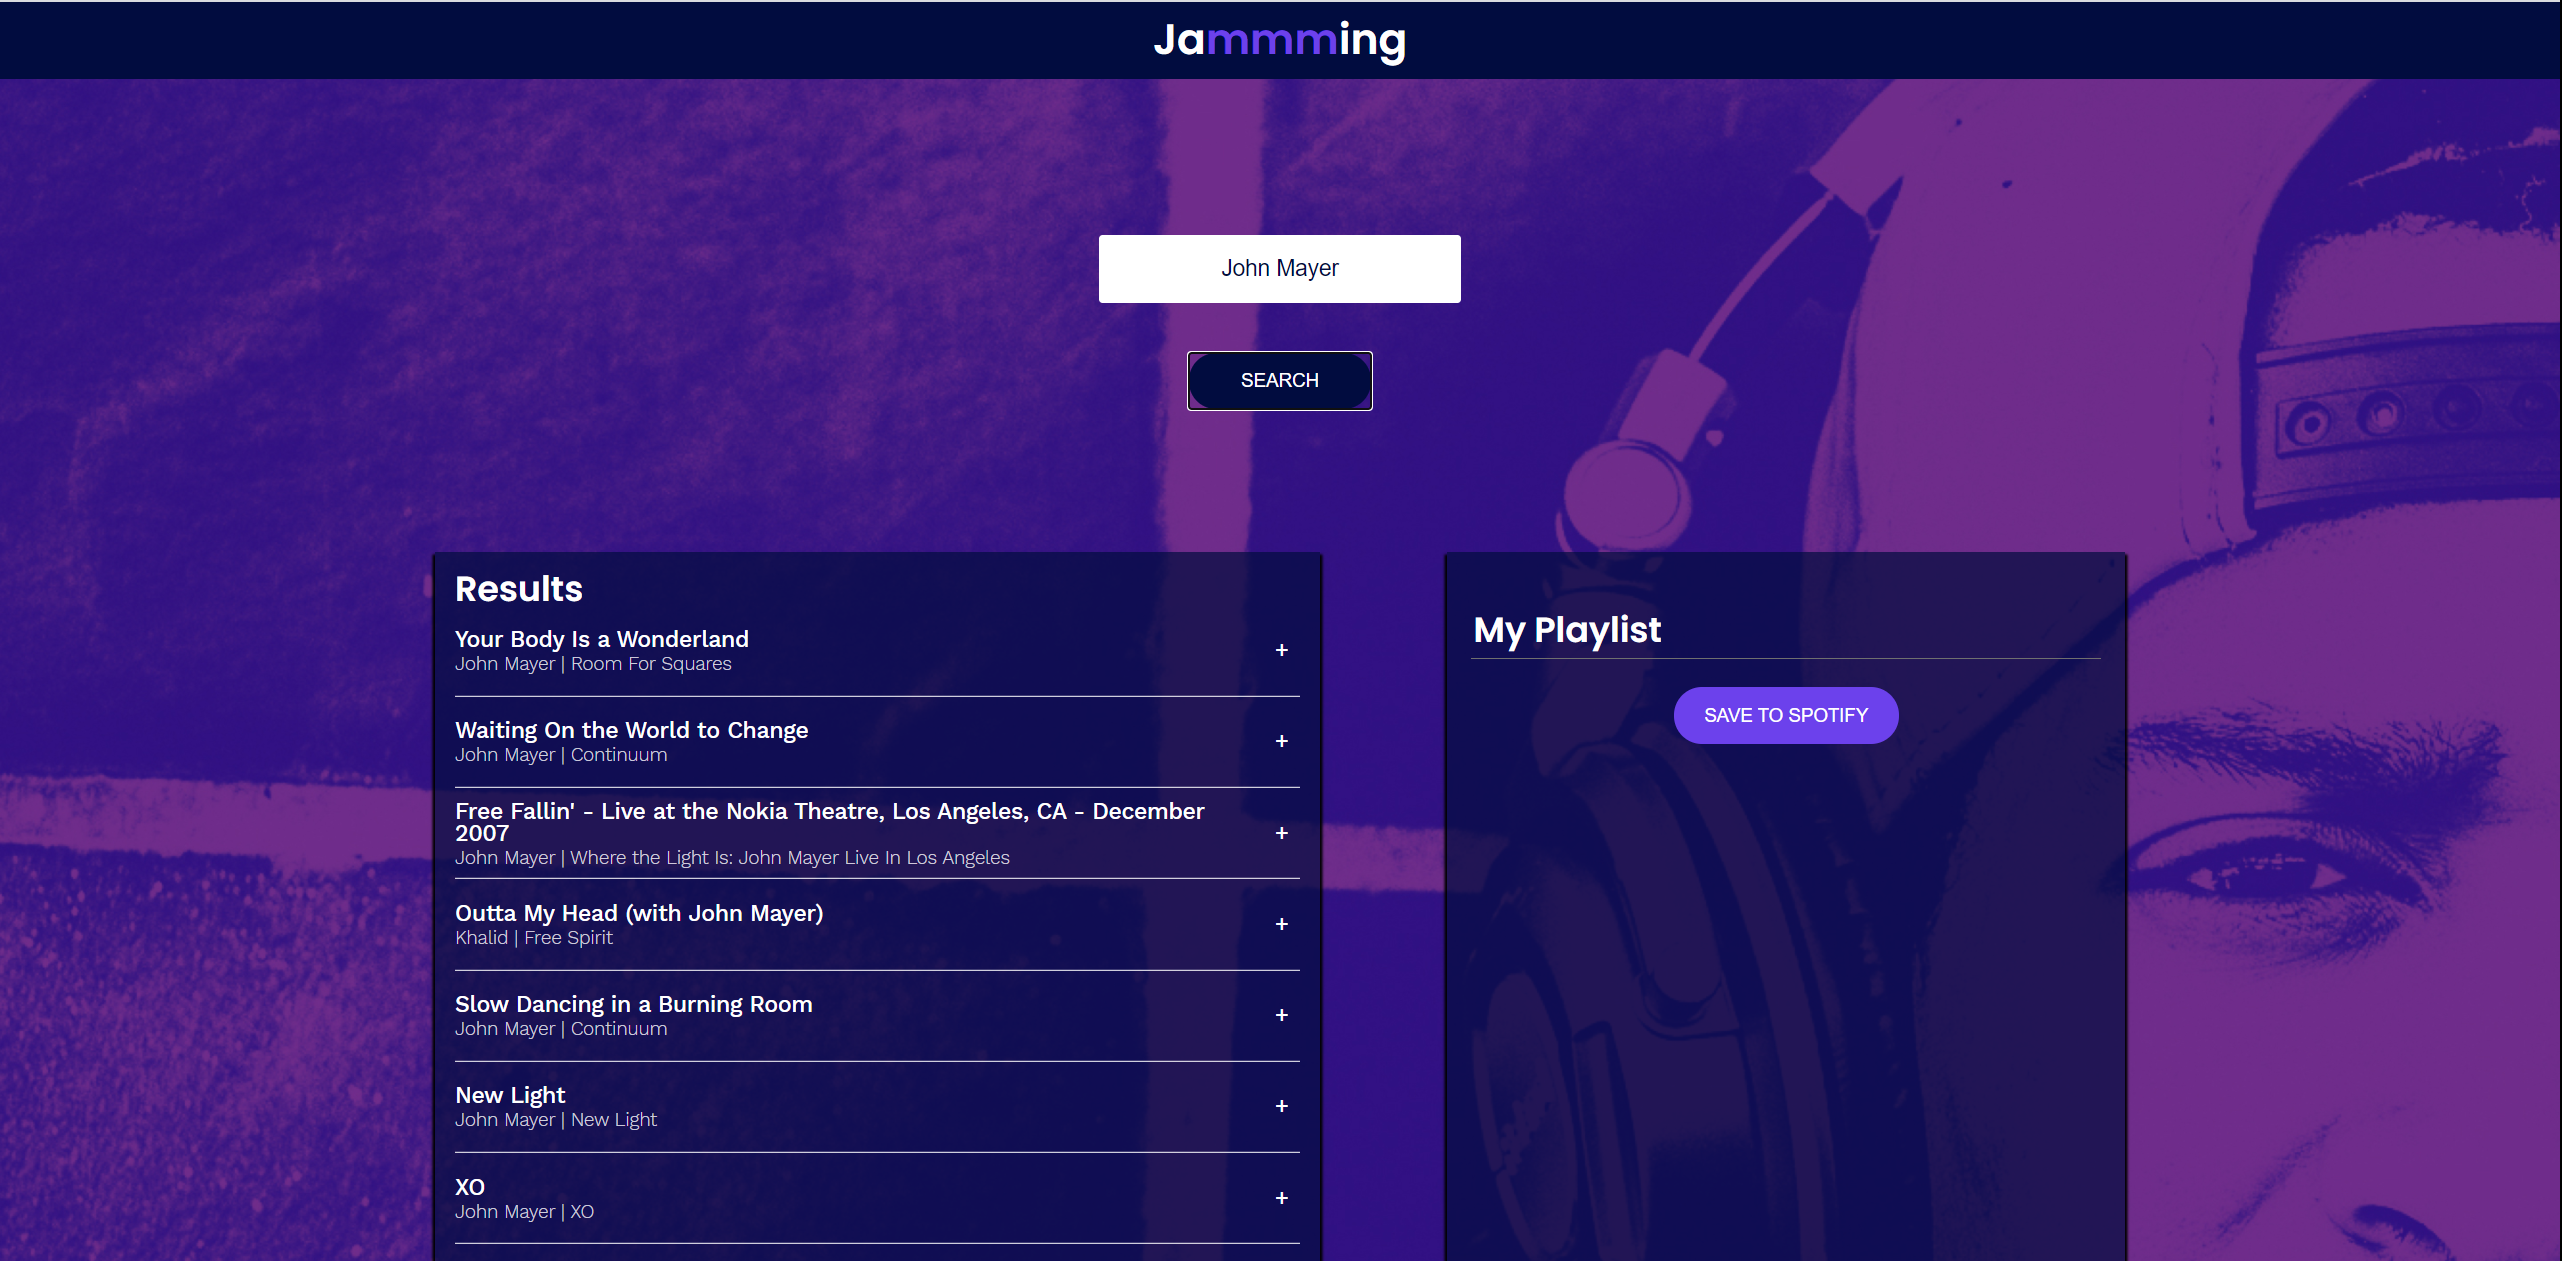 Jammming
John Mayer
SEARCH
Results
Your Body Is a Wonderland
John Mayer | Room For Squares
+
Waiting On the World to Change
John Mayer | Continuum
+
Free Fallin' - Live at the Nokia Theatre, Los Angeles, CA - December
2007
John Mayer | Where the Light Is: John Mayer Live In Los Angeles
+
Outta My Head (with John Mayer)
Khalid | Free Spirit
+
Slow Dancing in a Burning Room
John Mayer | Continuum
+
New Light
John Mayer | New Light
+
XO
John Mayer | XO
+
My Playlist
SAVE TO SPOTIFY